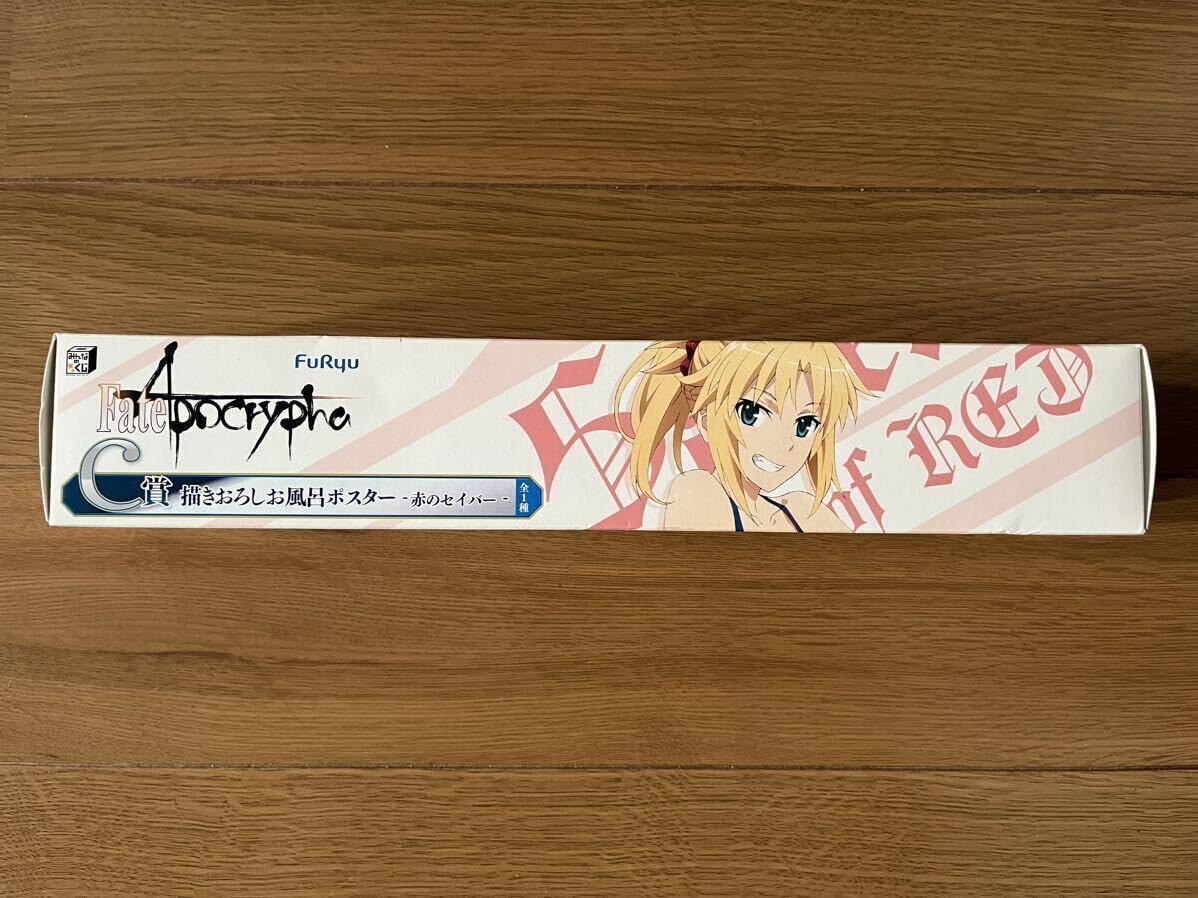 みんなのくじ
FuRyu
Fate
Apocrypha
C賞 描きおろしお風呂ポスター -赤のセイバー- 全1種
of RED